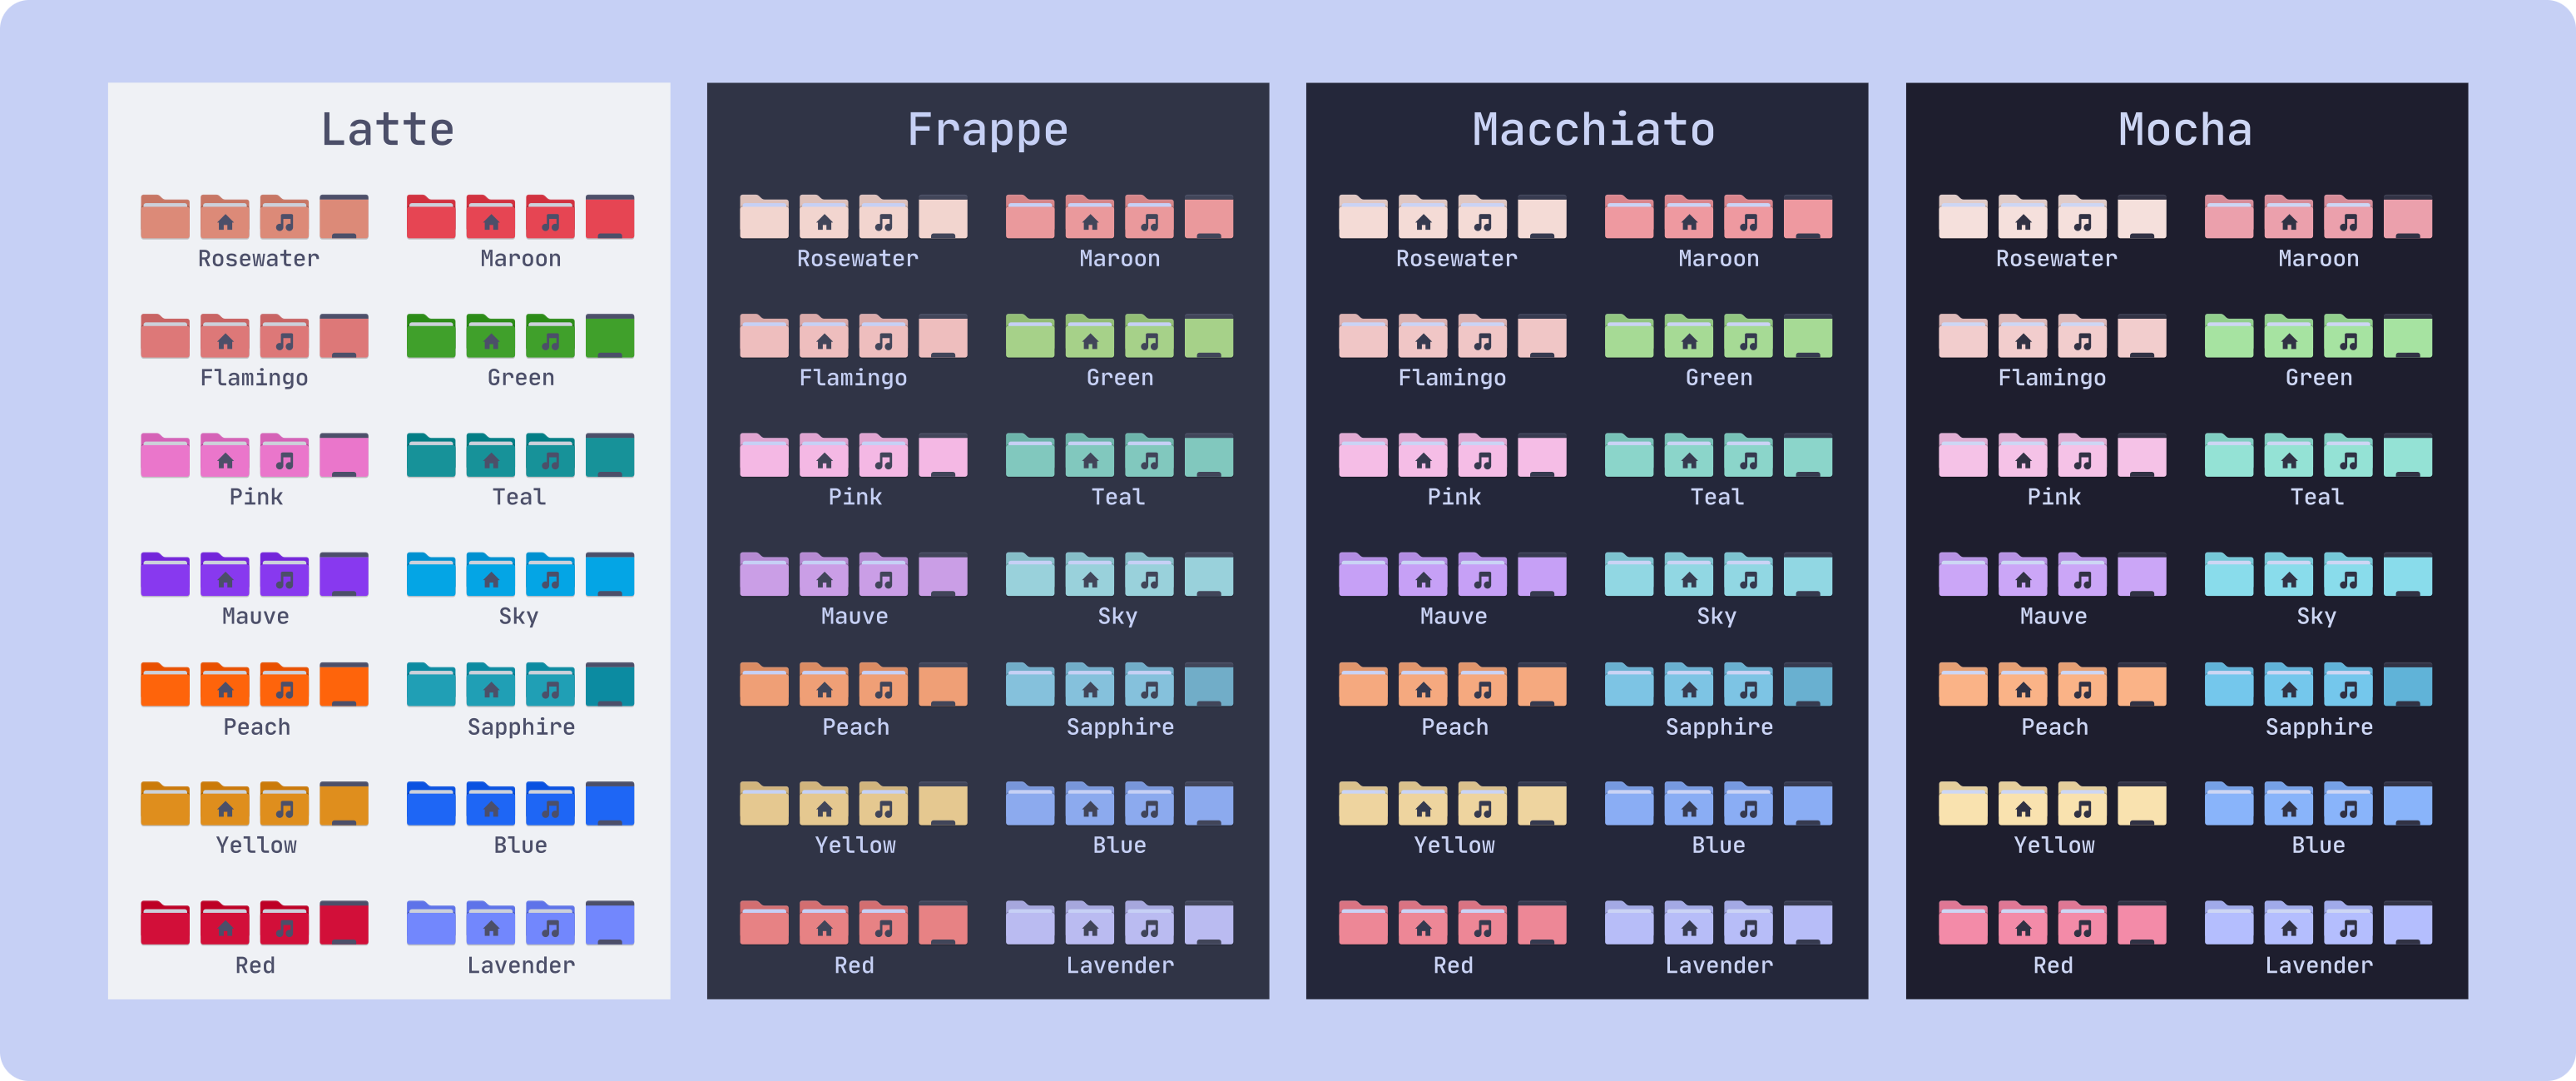 Latte
Rosewater
Maroon
Flamingo
Green
Pink
Teal
Mauve
Sky
Peach
Sapphire
Yellow
Blue
Red
Lavender
Frappe
Rosewater
Maroon
Flamingo
Green
Pink
Teal
Mauve
Sky
Peach
Sapphire
Yellow
Blue
Red
Lavender
Macchiato
Rosewater
Maroon
Flamingo
Green
Pink
Teal
Mauve
Sky
Peach
Sapphire
Yellow
Blue
Red
Lavender
Mocha
Rosewater
Maroon
Flamingo
Green
Pink
Teal
Mauve
Sky
Peach
Sapphire
Yellow
Blue
Red
Lavender